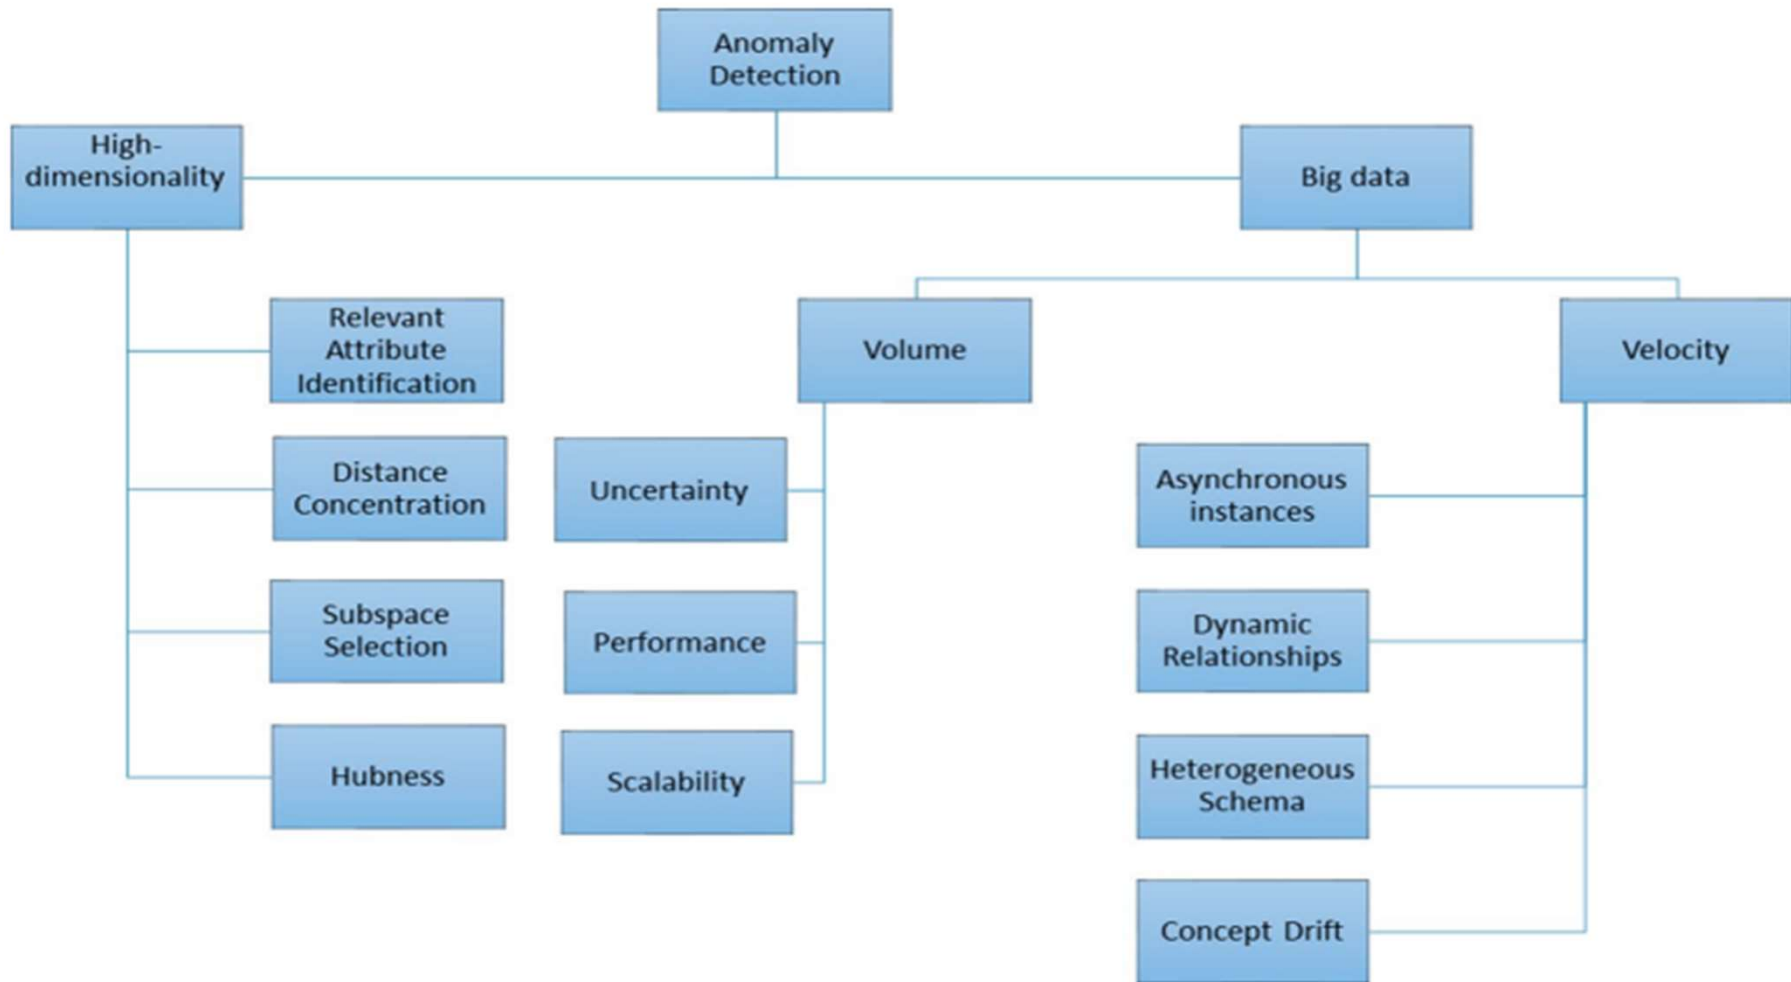 Anomaly
Detection
High-
dimensionality
Big data
Relevant
Attribute
Identification
Volume
Velocity
Distance
Concentration
Uncertainty
Asynchronous
instances
Subspace
Selection
Performance
Dynamic
Relationships
Hubness
Scalability
Heterogeneous
Schema
Concept Drift